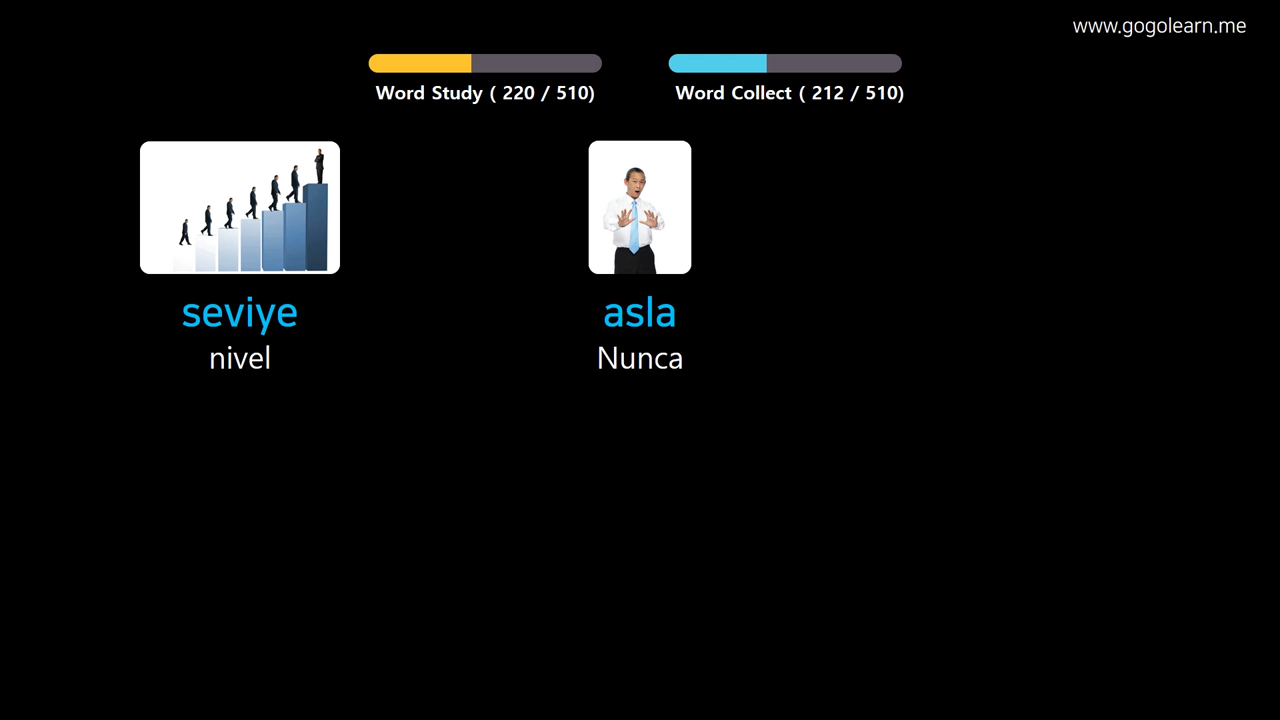 www.gogolearn.me
Word Study ( 220 / 510)
Word Collect ( 212 / 510)
seviye
nivel
asla
Nunca